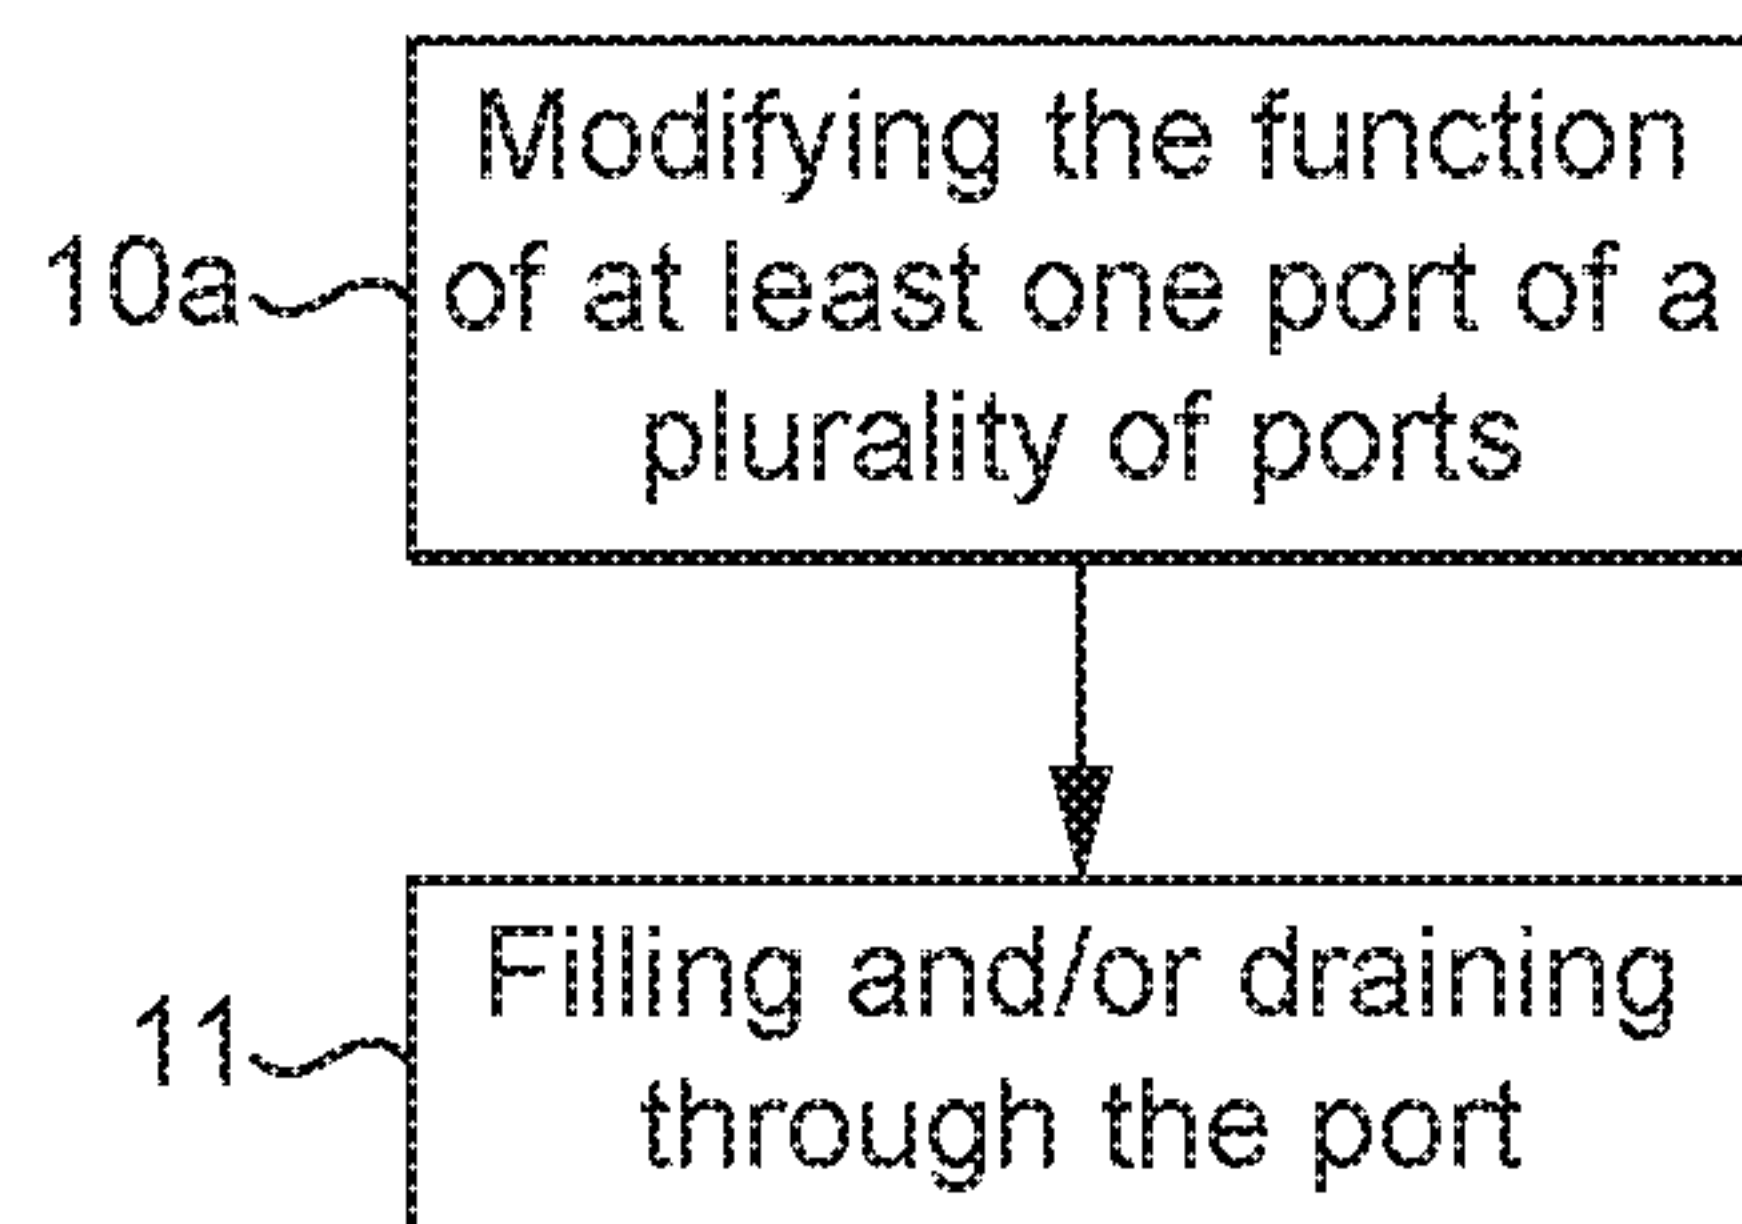 Modifying the function
10a of at least one port of a
plurality of ports
Filling and/or draining
11
through the port